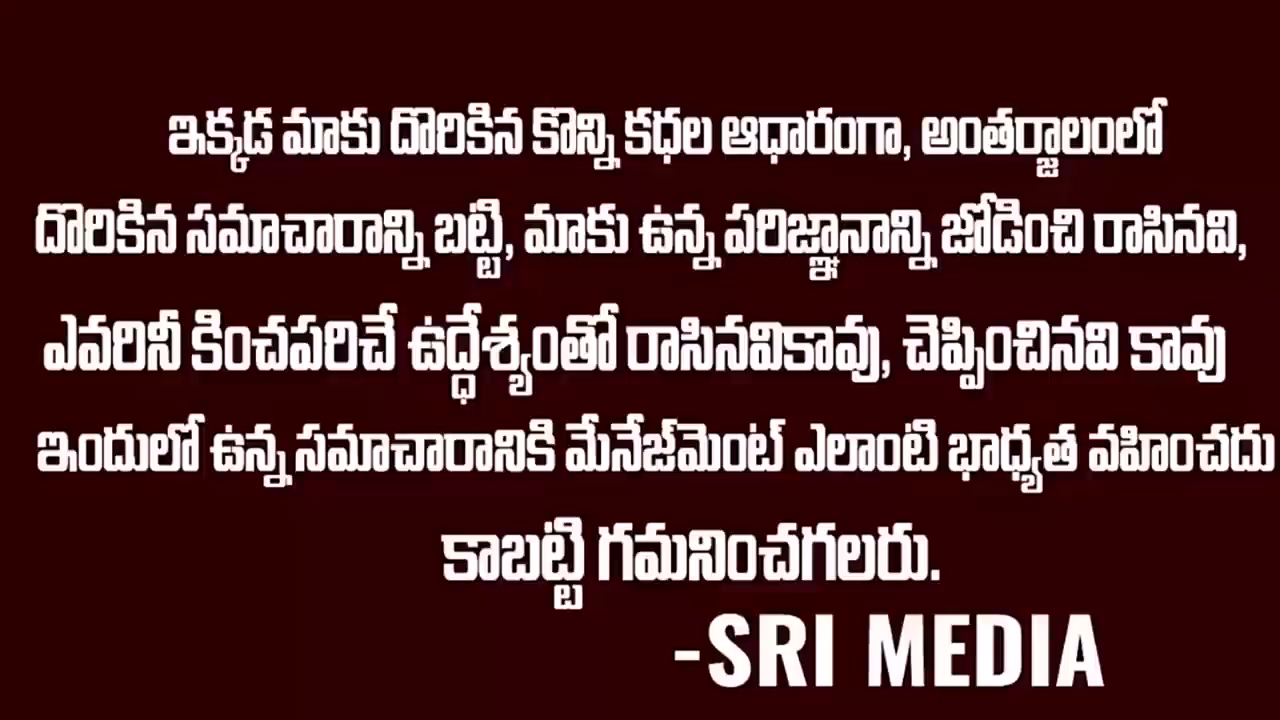 ఇక్కడ మాకు దొరికిన కొన్ని కధల ఆధారంగా, అంతర్జాలంలో
దొరికిన సమాచారాన్ని బట్టి, మాకు ఉన్న పరిజ్ఞానాన్ని జోడించి రాసినవి,
ఎవరినీ కించపరిచే ఉద్ధేశ్యంతో రాసినవికావు, చెప్పించినవి కావు
ఇందులో ఉన్న సమాచారానికి మేనేజ్‌మెంట్ ఎలాంటి భాధ్యత వహించదు
కాబట్టి గమనించగలరు.
-SRI MEDIA